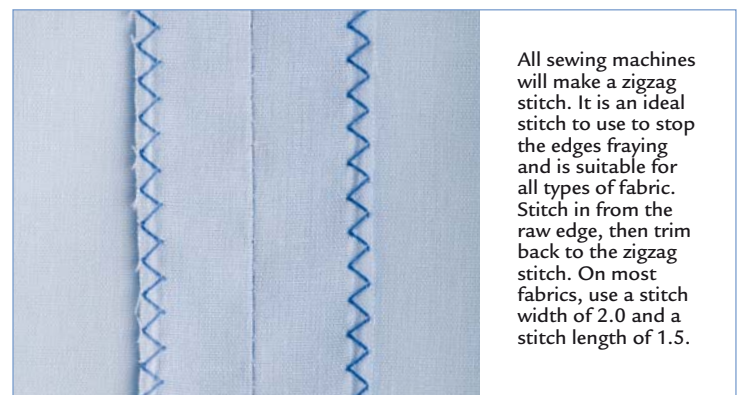 All sewing machines
will make a zigzag
stitch. It is an ideal
stitch to use to stop
the edges fraying
and is suitable for
all types of fabric.
Stitch in from the
raw edge, then trim
back to the zigzag
stitch. On most
fabrics, use a stitch
width of 2.0 and a
stitch length of 1.5.